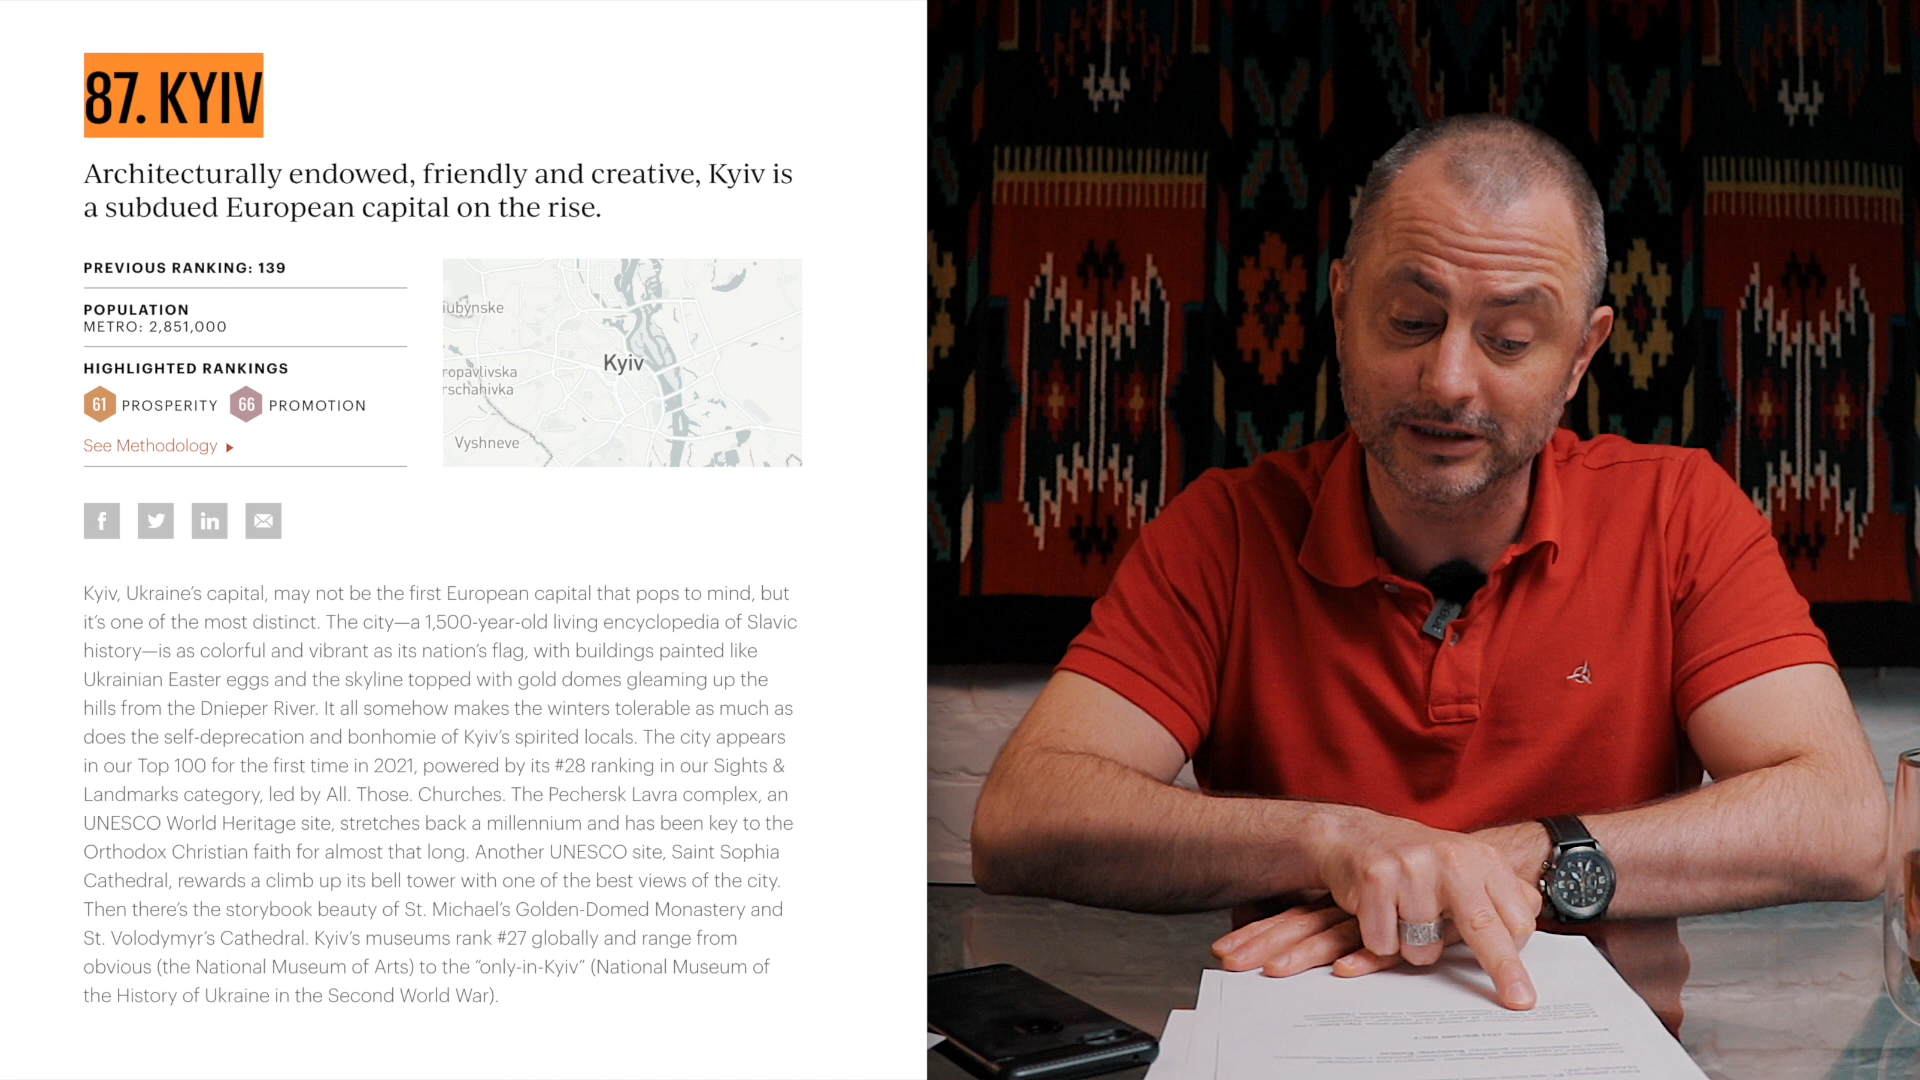 87. KYIV
Architecturally endowed, friendly and creative, Kyiv is
a subdued European capital on the rise.
PREVIOUS RANKING: 139
POPULATION
METRO: 2,851,000
HIGHLIGHTED RANKINGS
61 PROSPERITY 66 PROMOTION
See Methodology
iubynske
Kyiv
ropavlivska
rschahivka
Vyshneve
f in
Kyiv, Ukraine’s capital, may not be the first European capital that pops to mind, but
it’s one of the most distinct. The city—a 1,500-year-old living encyclopedia of Slavic
history—is as colorful and vibrant as its nation’s flag, with buildings painted like
Ukrainian Easter eggs and the skyline topped with gold domes gleaming up the
hills from the Dnieper River. It all somehow makes the winters tolerable as much as
does the self-deprecation and bonhomie of Kyiv’s spirited locals. The city appears
in our Top 100 for the first time in 2021, powered by its #28 ranking in our Sights &
Landmarks category, led by All. Those. Churches. The Pechersk Lavra complex, an
UNESCO World Heritage site, stretches back a millennium and has been key to the
Orthodox Christian faith for almost that long. Another UNESCO site, Saint Sophia
Cathedral, rewards a climb up its bell tower with one of the best views of the city.
Then there’s the storybook beauty of St. Michael’s Golden-Domed Monastery and
St. Volodymyr’s Cathedral. Kyiv’s museums rank #27 globally and range from
obvious (the National Museum of Arts) to the “only-in-Kyiv” (National Museum of
the History of Ukraine in the Second World War).